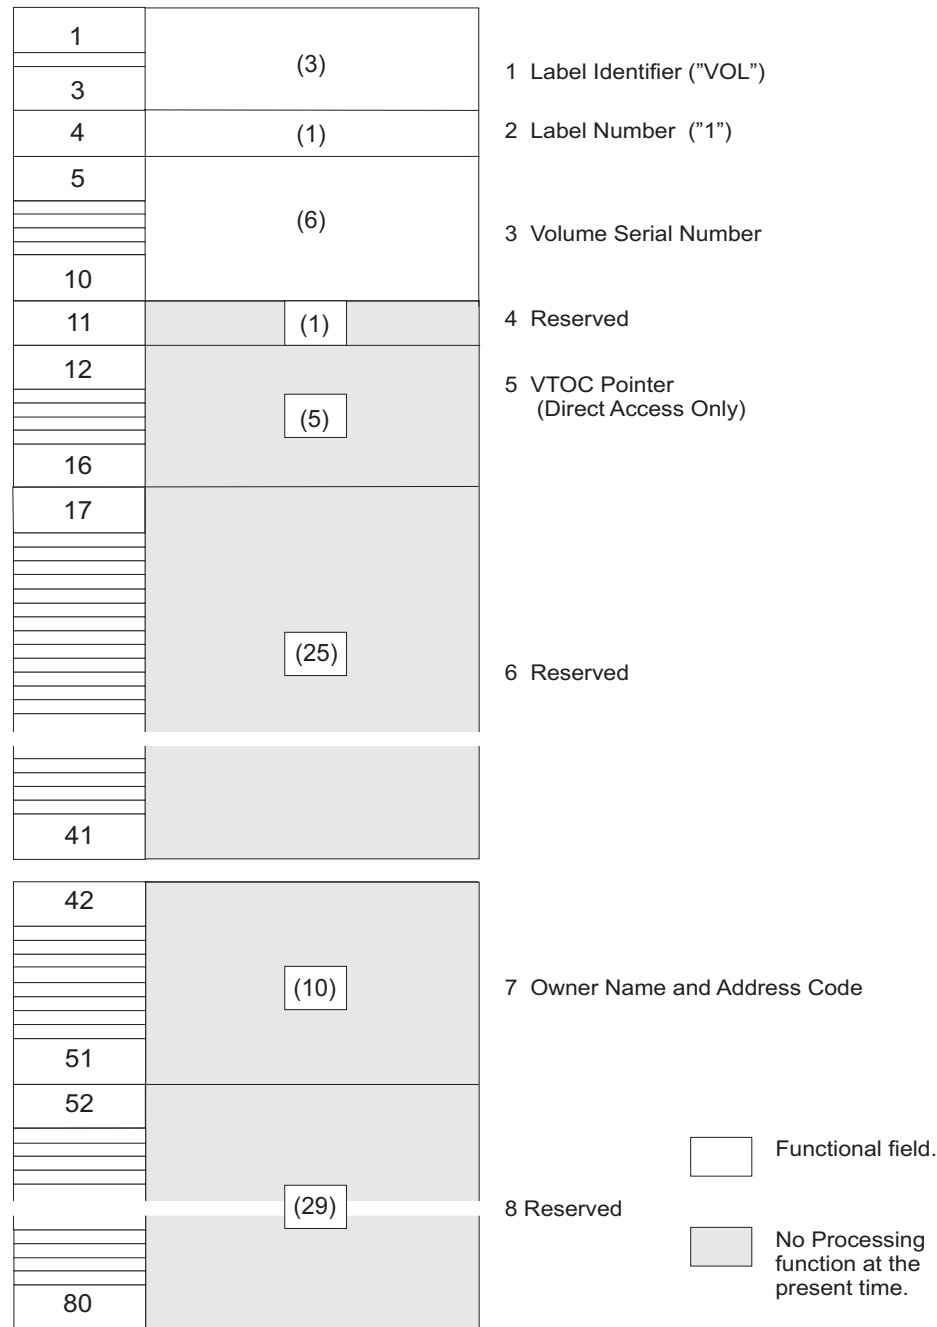 1
3
(3)
1 Label Identifier (”VOL”)
4
(1)
2 Label Number (”1”)
5
10
(6)
3 Volume Serial Number
11
(1)
4 Reserved
12
16
(5)
5 VTOC Pointer
(Direct Access Only)
17
41
(25)
6 Reserved
42
51
(10)
7 Owner Name and Address Code
52
80
(29)
8 Reserved
Functional field.
No Processing
function at the
present time.